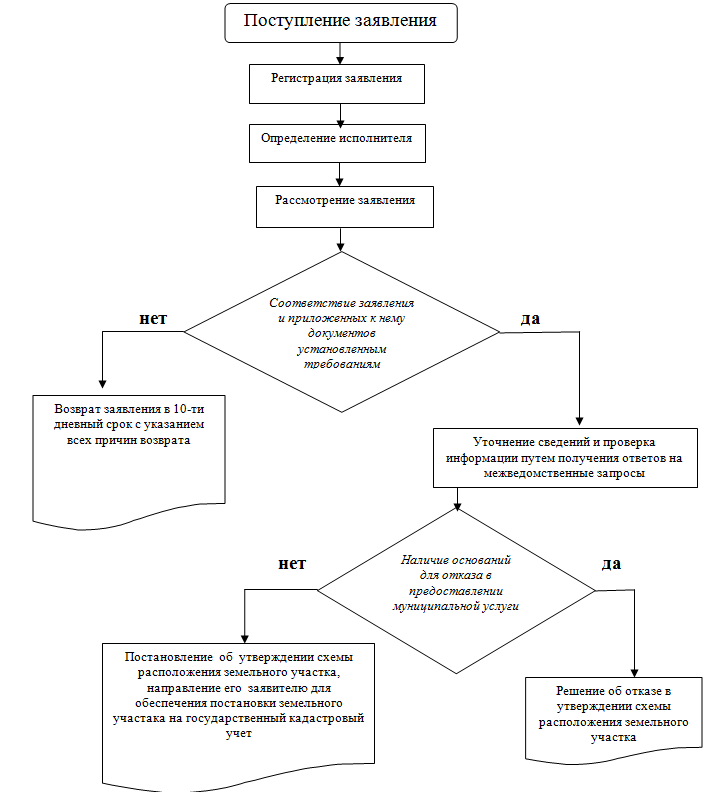 Поступление заявления
Регистрация заявления
Определение исполнителя
Рассмотрение заявления
Соответствие заявления
и приложенных к нему
документов
установленным
требованиям
нет
да
Возврат заявления в 10-ти
дневный срок с указанием
всех причин возврата
Уточнение сведений и проверка
информации путем получения ответов на
межведомственные запросы
Наличие оснований
для отказа в
предоставлении
муниципальной услуги
нет
да
Постановление об утверждении схемы
расположения земельного участка,
направление его заявителю для
обеспечения постановки земельного
участака на государственный кадастровый
учет
Решение об отказе в
утверждении схемы
расположения земельного
участка